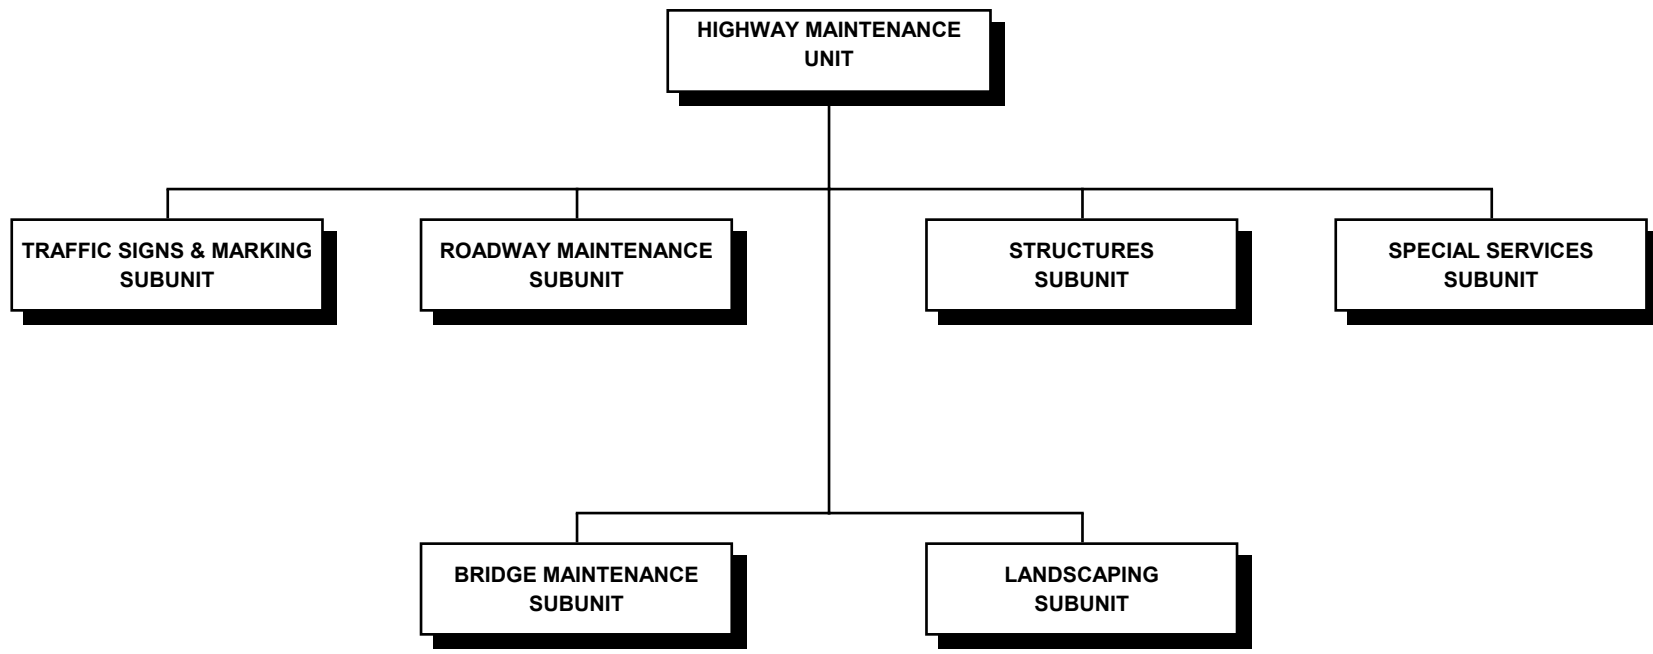 HIGHWAY MAINTENANCE
UNIT
TRAFFIC SIGNS & MARKING
SUBUNIT
ROADWAY MAINTENANCE
SUBUNIT
STRUCTURES
SUBUNIT
SPECIAL SERVICES
SUBUNIT
BRIDGE MAINTENANCE
SUBUNIT
LANDSCAPING
SUBUNIT